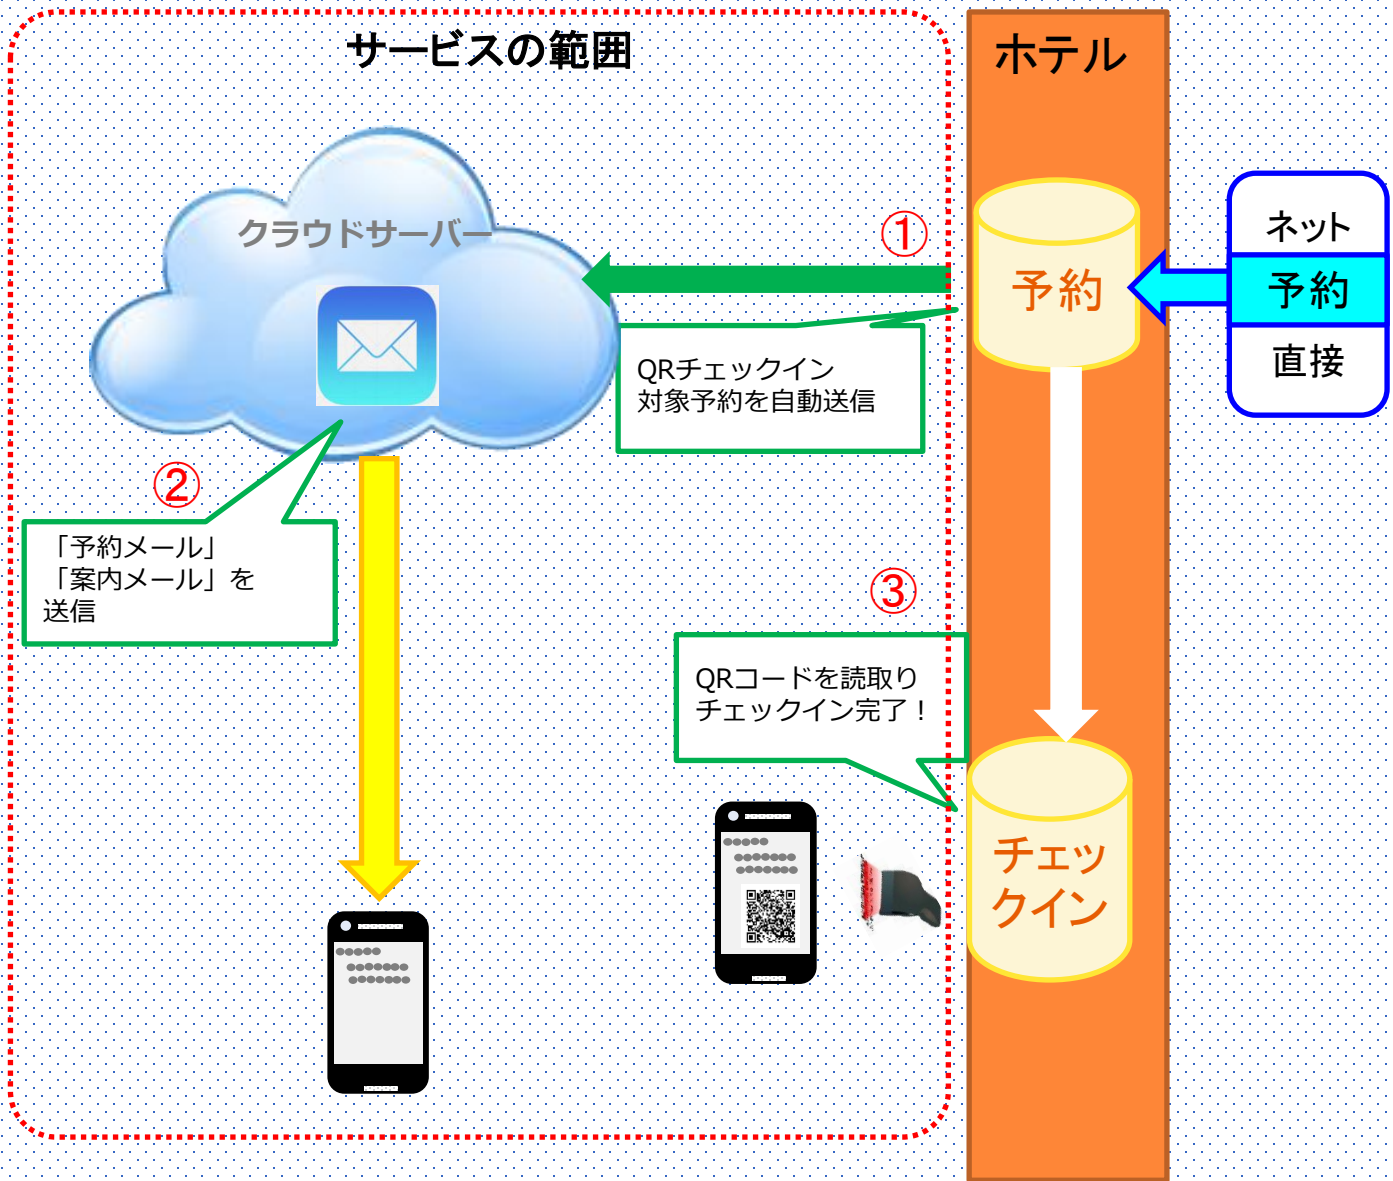 サービスの範囲
ホテル
クラウドサーバー
①
予約
ネット
予約
直接
QRチェックイン
対象予約を自動送信
②
「予約メール」
「案内メール」を
送信
③
QRコードを読取り
チェックイン完了！
チェッ
クイン